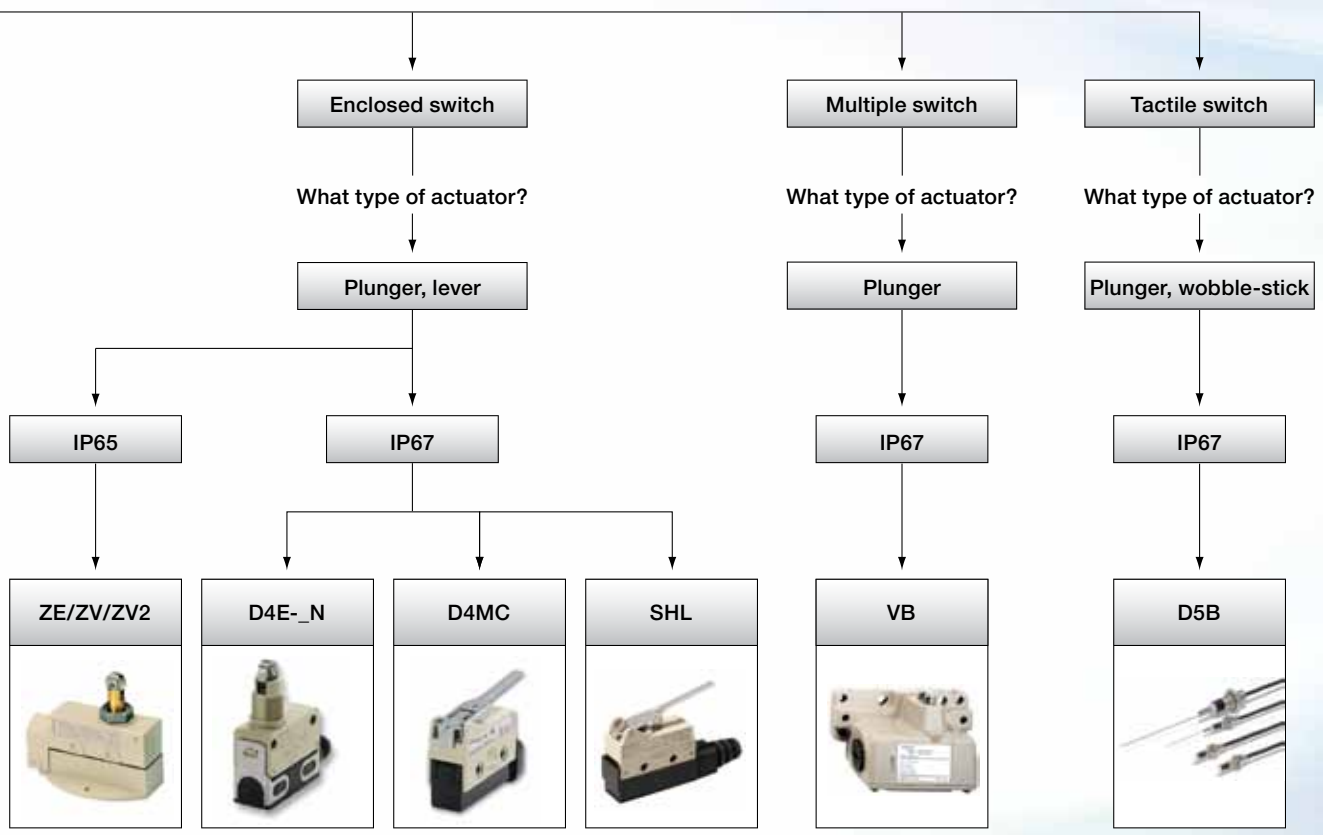 Enclosed switch
Multiple switch
Tactile switch
What type of actuator?
What type of actuator?
What type of actuator?
Plunger, lever
Plunger
Plunger, wobble-stick
IP65
IP67
IP67
IP67
ZE/ZV/ZV2
D4E-_N
D4MC
SHL
VB
D5B